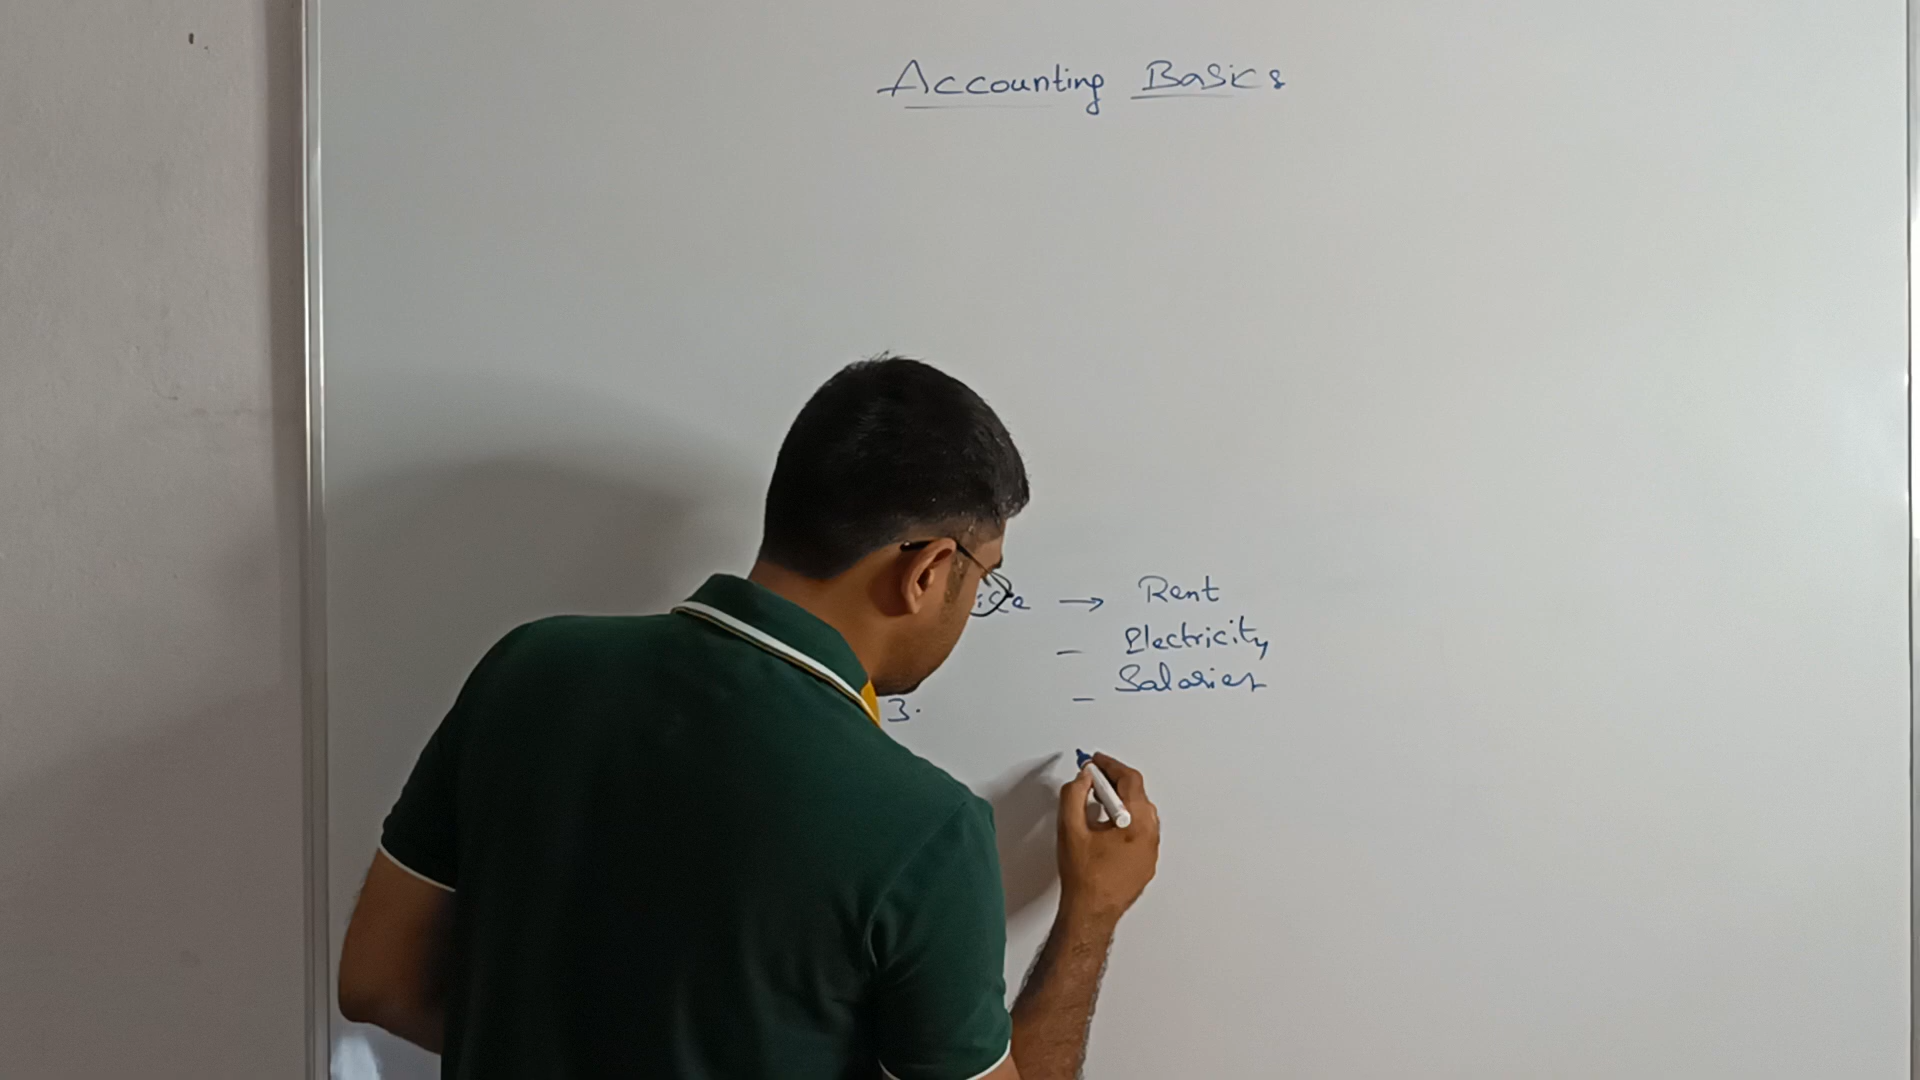 Accounting Basics
→ Rent
- Electricity
- Salaries
3.